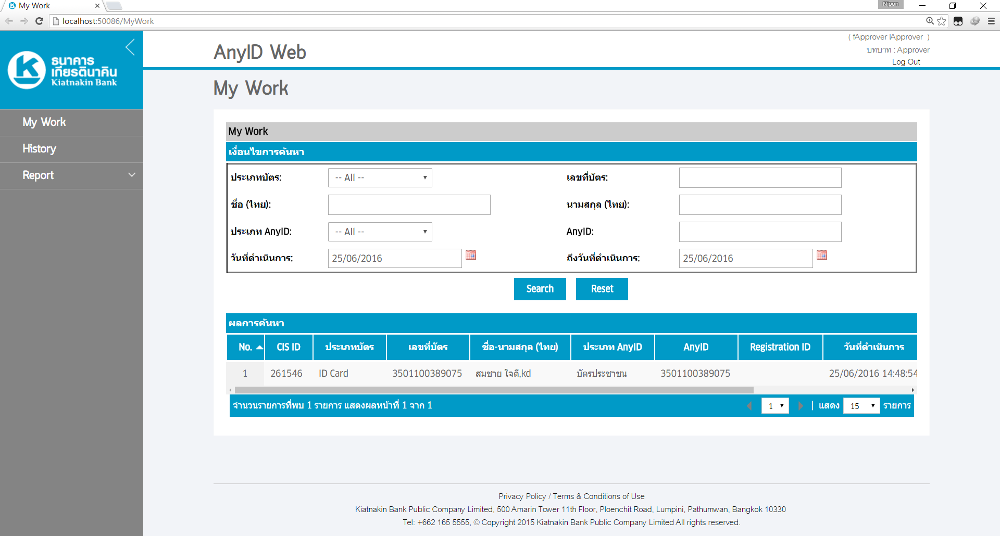 My Work
Nipon
localhost:50086/MyWork
ธนาคาร
เกียรตินาคิน
Kiatnakin Bank
AnyID Web
( fApprover lApprover )
บทบาท : Approver
Log Out
My Work
History
Report
My Work
My Work
เงื่อนไขการค้นหา
ประเภทบัตร: -- All -- เลขที่บัตร:
ชื่อ (ไทย): นามสกุล (ไทย):
ประเภท AnyID: -- All -- AnyID:
วันที่ดำเนินการ: 25/06/2016 ถึงวันที่ดำเนินการ: 25/06/2016
Search Reset
ผลการค้นหา
No. CIS ID ประเภทบัตร เลขที่บัตร ชื่อ-นามสกุล (ไทย) ประเภท AnyID AnyID Registration ID วันที่ดำเนินการ
1 261546 ID Card 3501100389075 สมชาย ใจดี,kd บัตรประชาชน 3501100389075 25/06/2016 14:48:54
จำนวนรายการที่พบ 1 รายการ แสดงผลหน้าที่ 1 จาก 1 1 | แสดง 15 รายการ
Privacy Policy / Terms & Conditions of Use
Kiatnakin Bank Public Company Limited, 500 Amarin Tower 11th Floor, Ploenchit Road, Lumpini, Pathumwan, Bangkok 10330
Tel: +662 165 5555, © Copyright 2015 Kiatnakin Bank Public Company Limited All rights reserved.